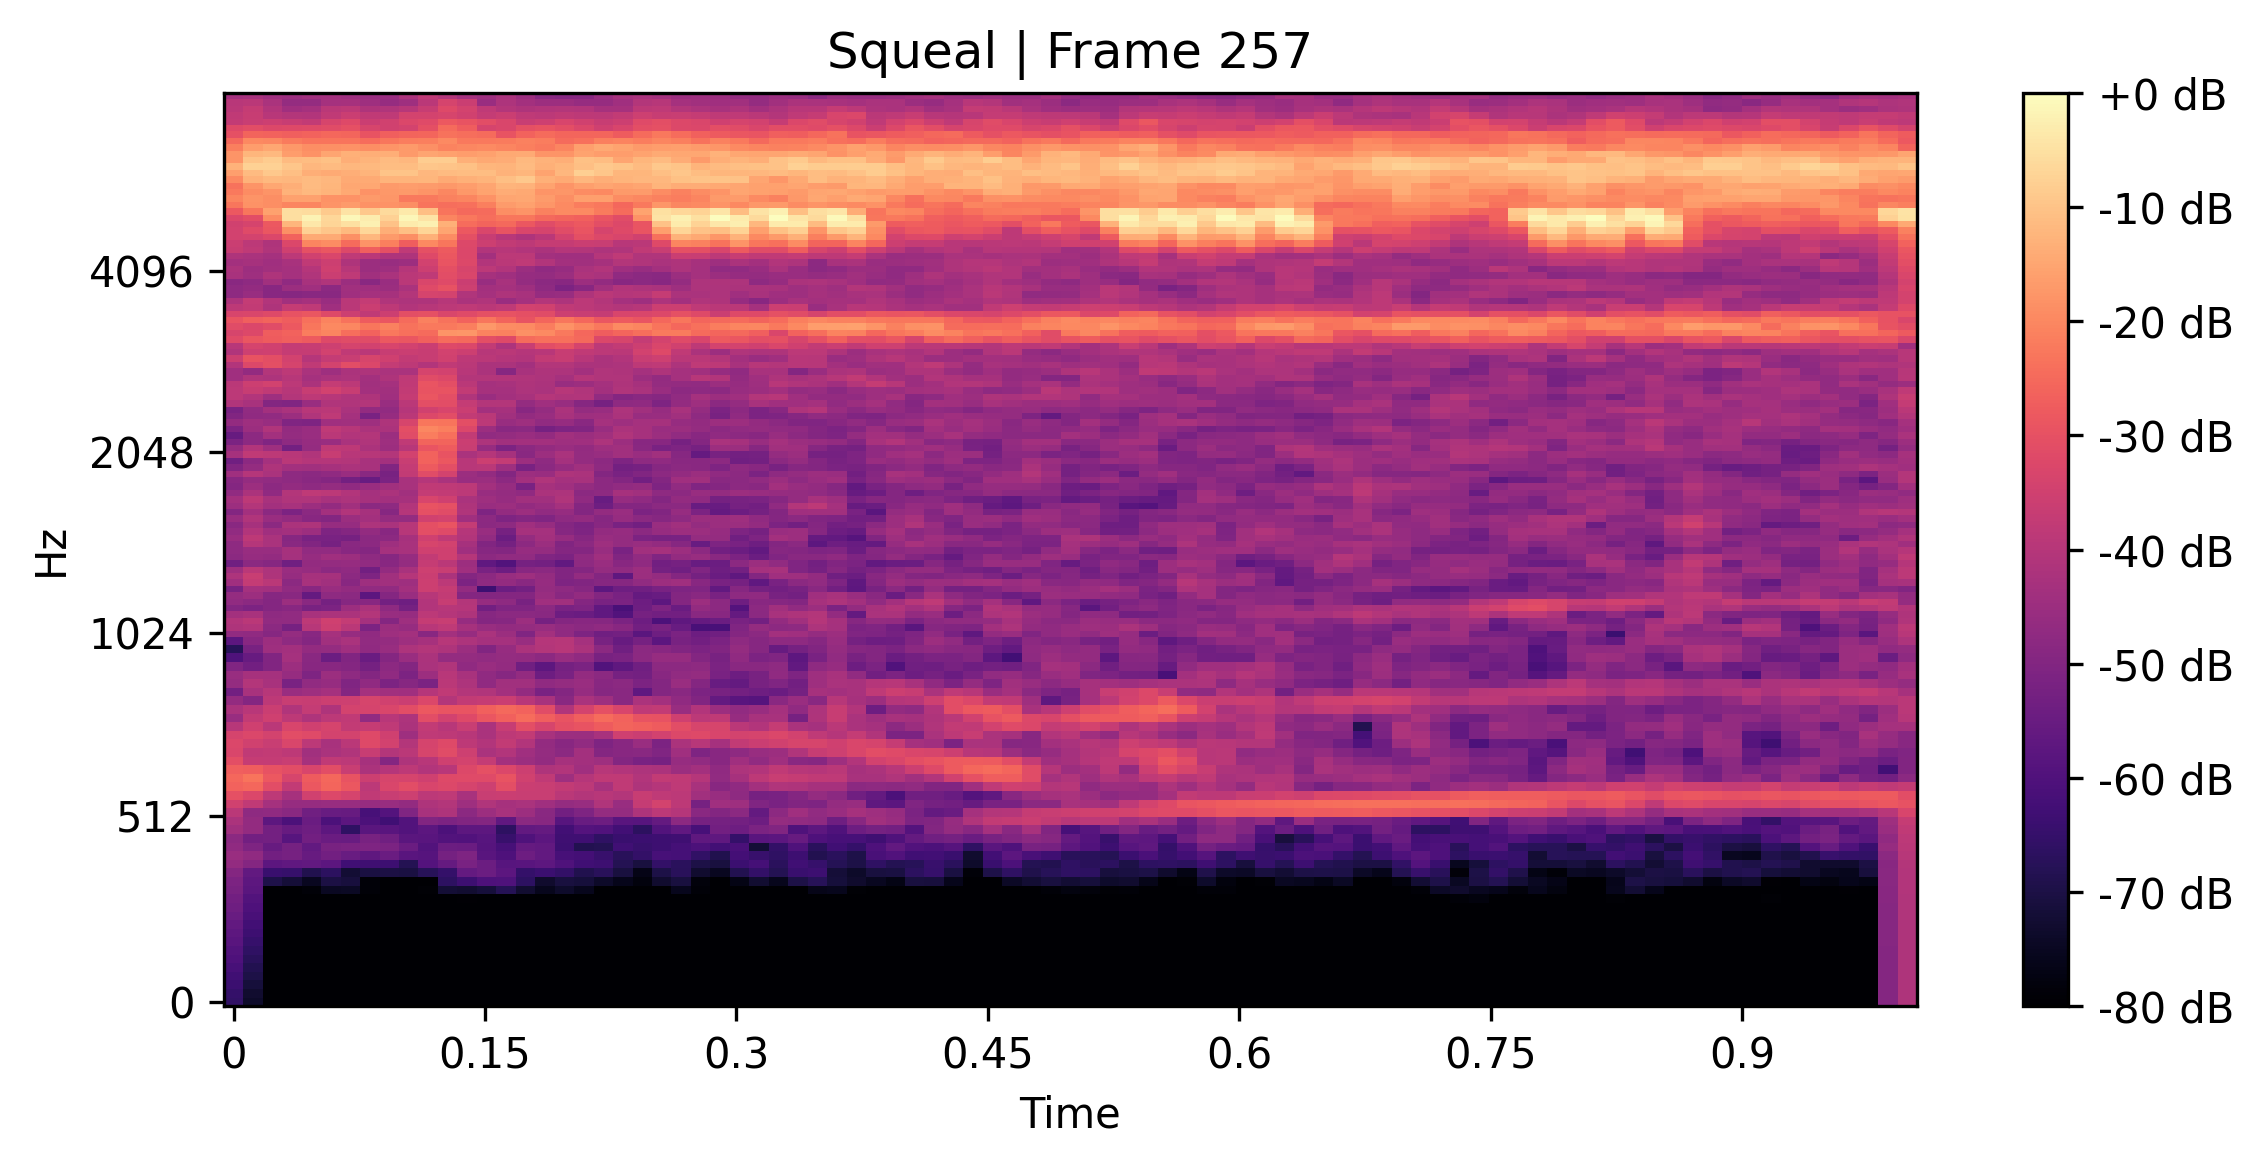 Squeal | Frame 257
Hz
4096
2048
1024
512
0
0 0.15 0.3 0.45 0.6 0.75 0.9
Time
+0 dB
-10 dB
-20 dB
-30 dB
-40 dB
-50 dB
-60 dB
-70 dB
-80 dB